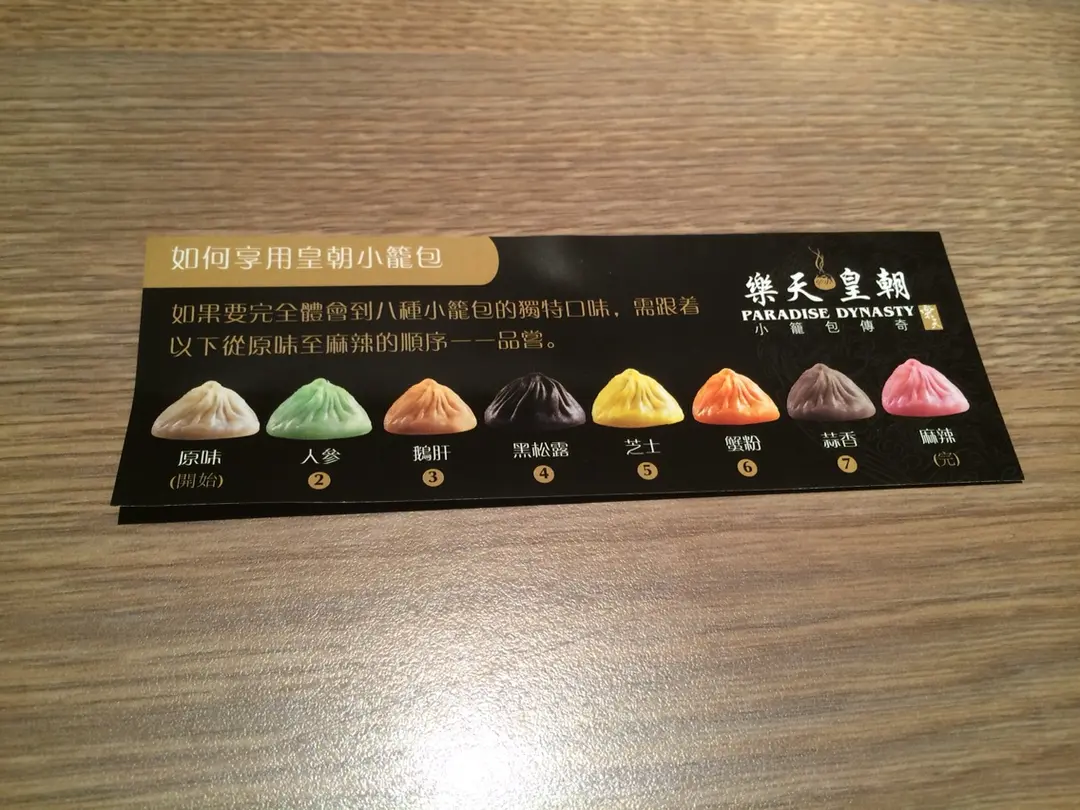 如何享用皇朝小籠包
如果要完全體會到八種小籠包的獨特口味，需跟着
以下從原味至麻辣的順序一一品嘗。
樂天皇朝
PARADISE DYNASTY
小籠包傳奇
樂天
原味
(開始)
人參
2
鵝肝
3
黑松露
4
芝士
5
蟹粉
6
蒜香
7
麻辣
(完)